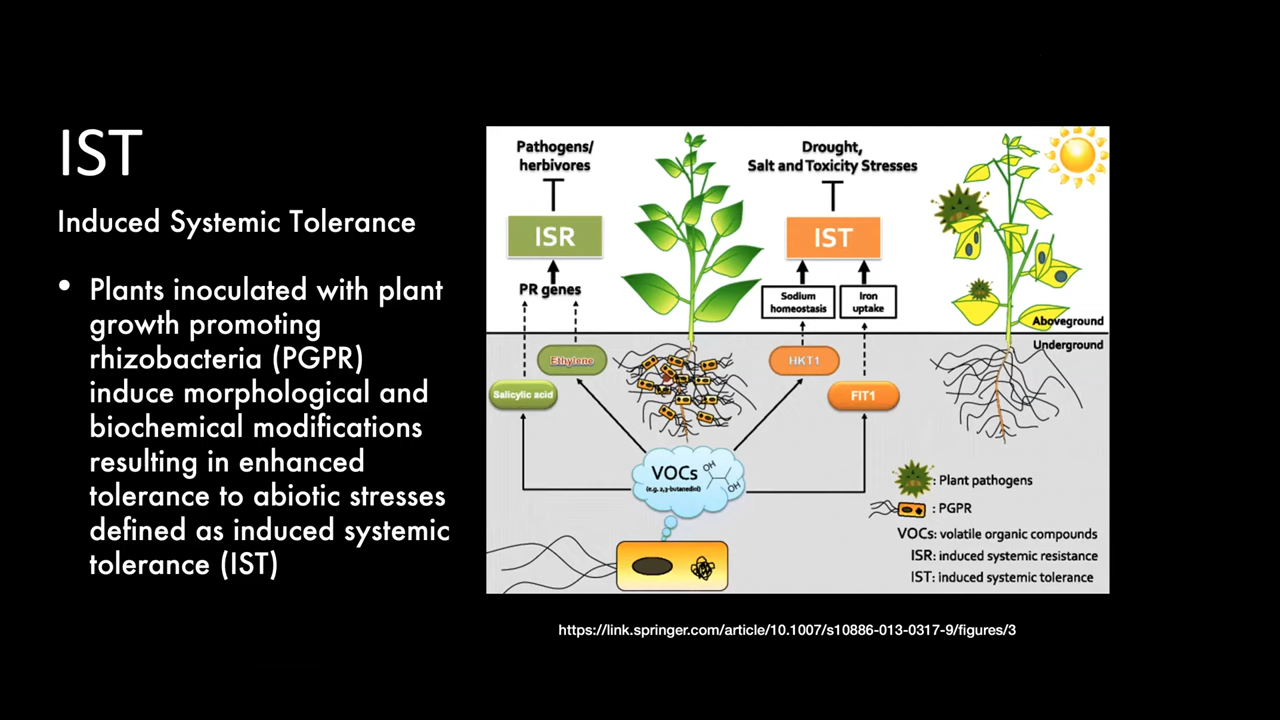 IST
Induced Systemic Tolerance
• Plants inoculated with plant
growth promoting
rhizobacteria (PGPR)
induce morphological and
biochemical modifications
resulting in enhanced
tolerance to abiotic stresses
defined as induced systemic
tolerance (IST)
Pathogens/
herbivores
ISR
PR genes
Ethylene
Salicylic acid
Drought,
Salt and Toxicity Stresses
IST
Sodium
homeostasis
Iron
uptake
HKT1
FIT1
Aboveground
Underground
VOCs
(e.g. 2,3-butanediol)
OH
OH
: Plant pathogens
: PGPR
VOCs: volatile organic compounds
ISR: induced systemic resistance
IST: induced systemic tolerance
https://link.springer.com/article/10.1007/s10886-013-0317-9/figures/3